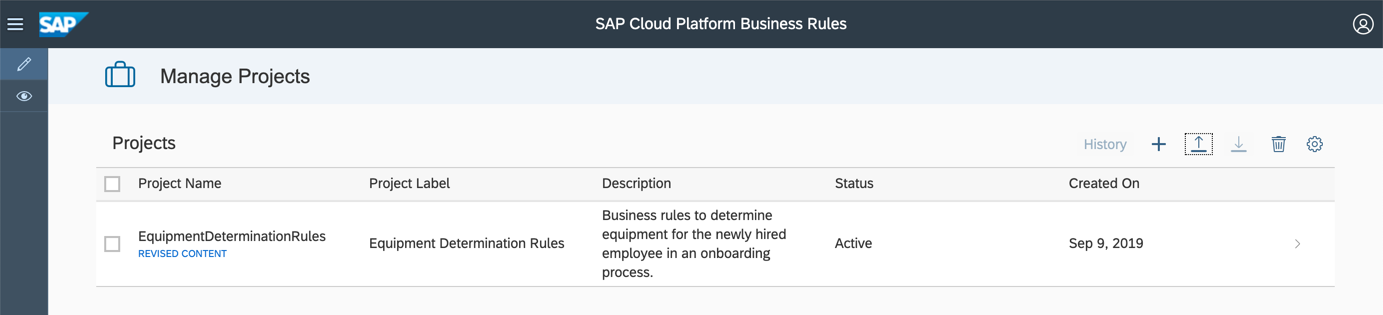 SAP
SAP Cloud Platform Business Rules
Manage Projects
Projects
History
Project Name
Project Label
Description
Status
Created On
EquipmentDeterminationRules
REVISED CONTENT
Equipment Determination Rules
Business rules to determine
equipment for the newly hired
employee in an onboarding
process.
Active
Sep 9, 2019